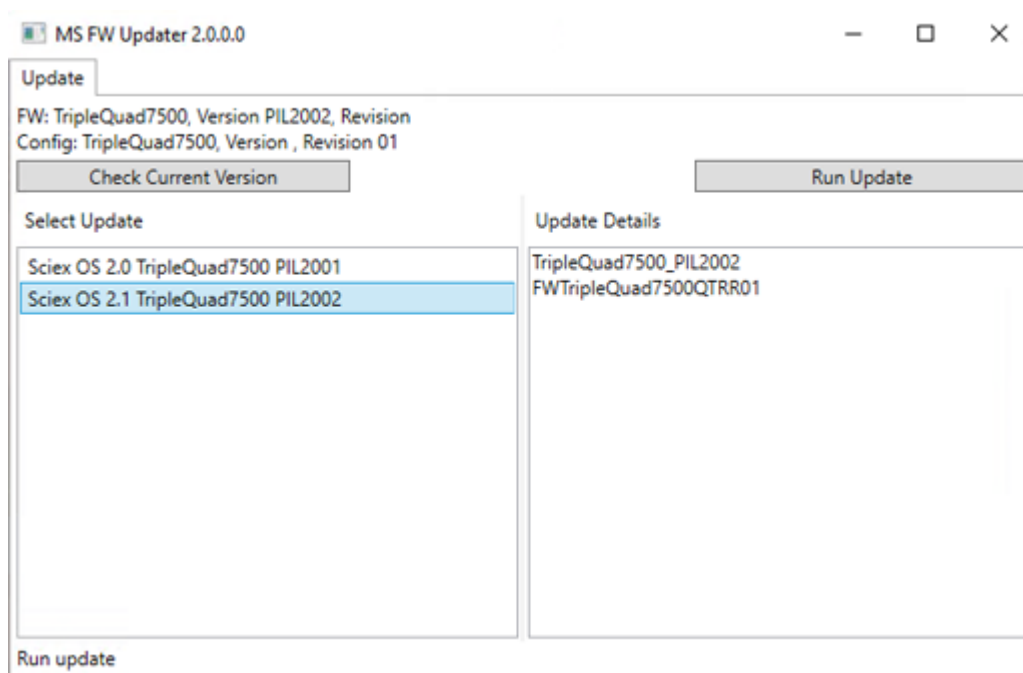 MS FW Updater 2.0.0.0
Update
FW: TripleQuad7500, Version PIL2002, Revision
Config: TripleQuad7500, Version , Revision 01
Check Current Version
Run Update
Select Update
Update Details
Sciex OS 2.0 TripleQuad7500 PIL2001
Sciex OS 2.1 TripleQuad7500 PIL2002
TripleQuad7500_PIL2002
FWTripleQuad7500QTRR01
Run update